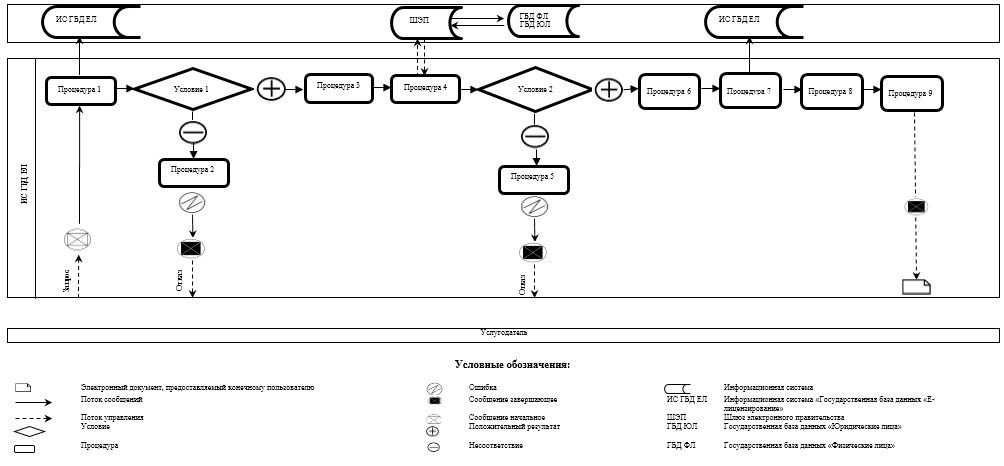 ИС ГБД ЕЛ
ШЭП
ГБД ФЛ
ГБД ЮЛ
ИС ГБД ЕЛ
Процедура 1
Условие 1
Процедура 3
Процедура 4
Условие 2
Процедура 6
Процедура 7
Процедура 8
Процедура 9
Процедура 2
Процедура 5
ИС ГБД ЕЛ
Запрос
Отказ
Отказ
Услугодатель
Условные обозначения:
Электронный документ, предоставляемый конечному пользователю
Поток сообщений
Поток управления
Условие
Процедура
Ошибка
Сообщение завершающее
Сообщение начальное
Положительный результат
Несоответствие
Информационная система
ИС ГБД ЕЛ
Информационная система «Государственная база данных «Е-
лицензирование»
ШЭП
Шлюз электронного правительства
ГБД ЮЛ
Государственная база данных «Юридические лица»
ГБД ФЛ
Государственная база данных «Физические лица»